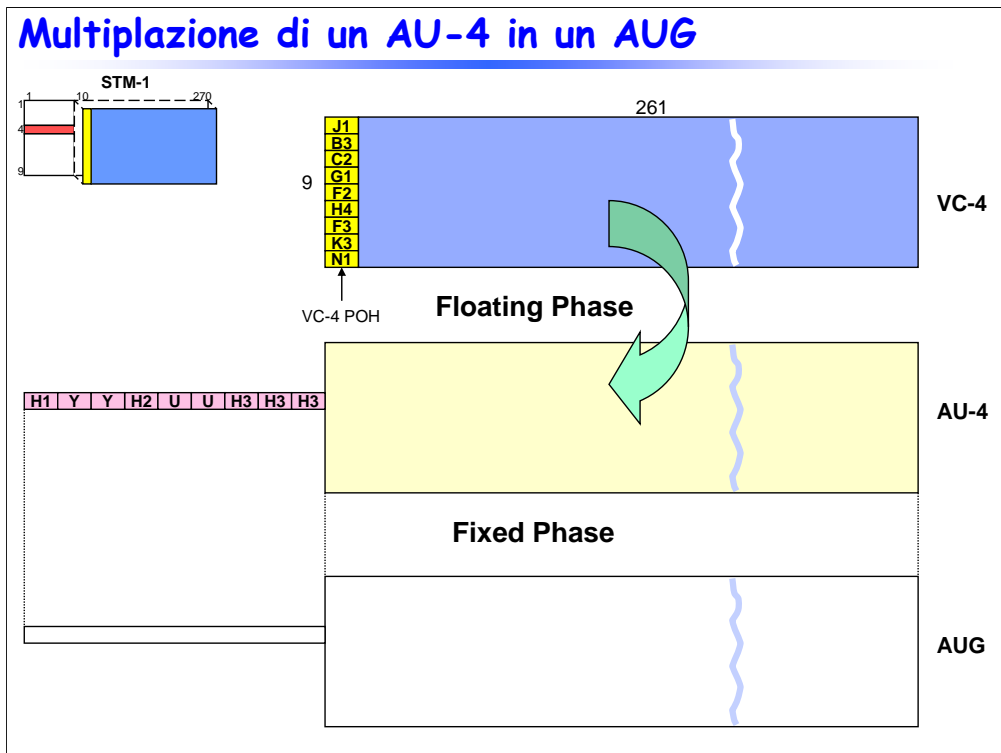 Multiplazione di un AU-4 in un AUG
STM-1
1 10 270
1
4
9
261
9
J1
B3
C2
G1
F2
H4
F3
K3
N1
VC-4
VC-4 POH
Floating Phase
H1 Y Y H2 U U H3 H3 H3
AU-4
Fixed Phase
AUG